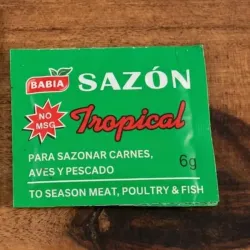 BABIA
SAZÓN
NO
MSG
Tropical
PARA SAZONAR CARNES,
AVES Y PESCADO
6g
TO SEASON MEAT, POULTRY & FISH